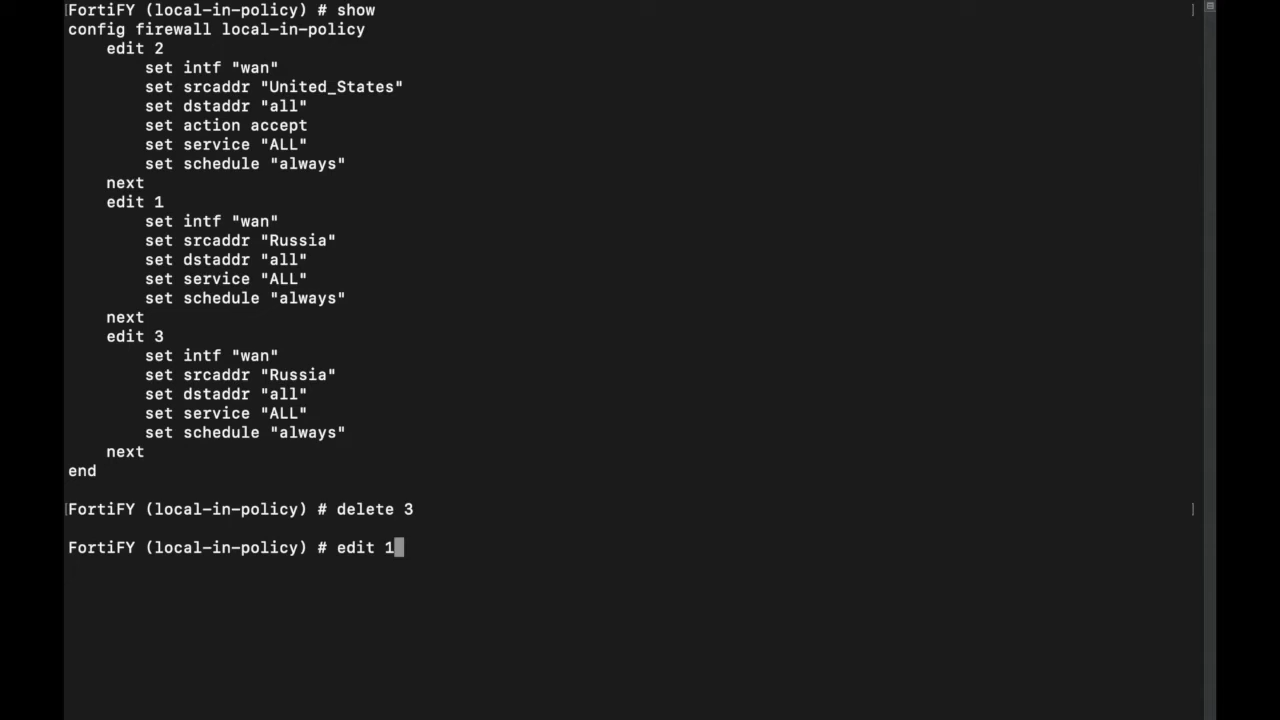 [FortiFY (local-in-policy) # show ]
config firewall local-in-policy
    edit 2
        set intf "wan"
        set srcaddr "United_States"
        set dstaddr "all"
        set action accept
        set service "ALL"
        set schedule "always"
    next
    edit 1
        set intf "wan"
        set srcaddr "Russia"
        set dstaddr "all"
        set service "ALL"
        set schedule "always"
    next
    edit 3
        set intf "wan"
        set srcaddr "Russia"
        set dstaddr "all"
        set service "ALL"
        set schedule "always"
    next
end
[FortiFY (local-in-policy) # delete 3 ]
FortiFY (local-in-policy) # edit 1